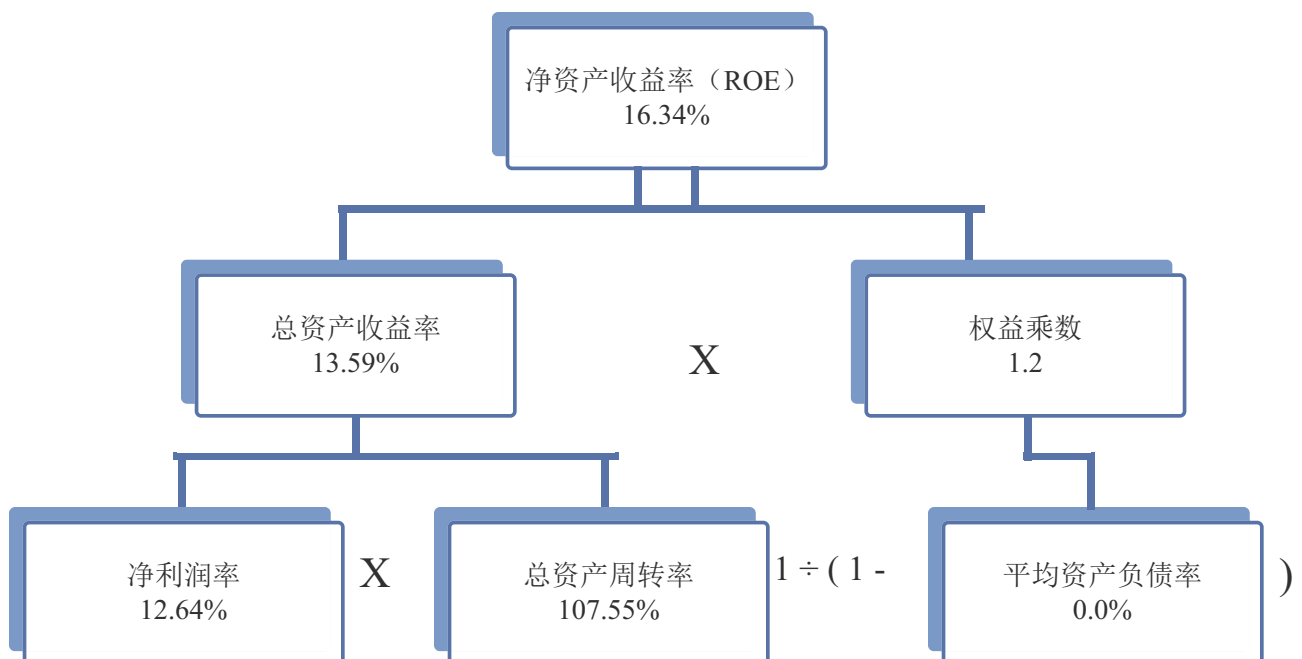 净资产收益率（ROE）
16.34%
总资产收益率
13.59%
X
权益乘数
1.2
净利润率
12.64%
X
总资产周转率
107.55%
1 ÷ ( 1 -
平均资产负债率
0.0%
)